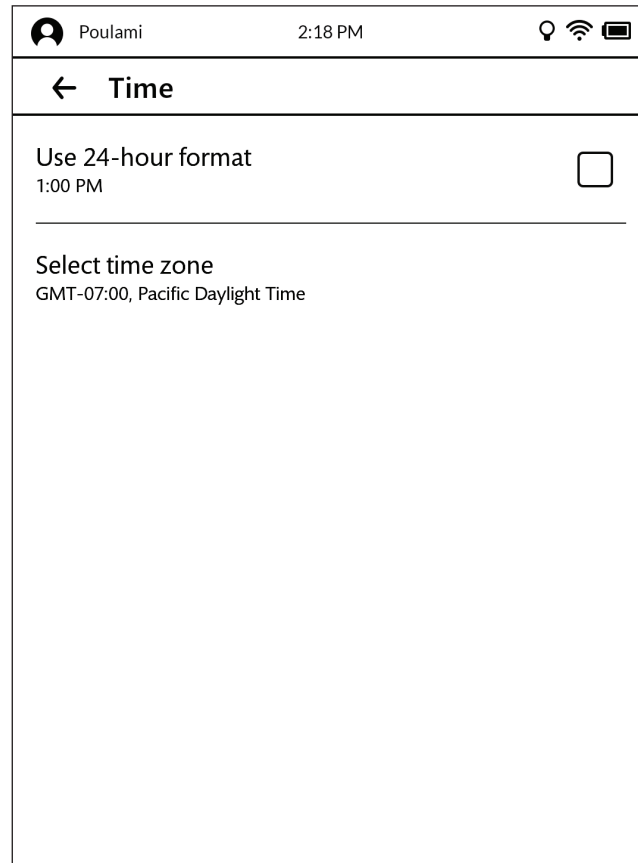 Poulami
2:18 PM
Time
Use 24-hour format
1:00 PM
Select time zone
GMT-07:00, Pacific Daylight Time